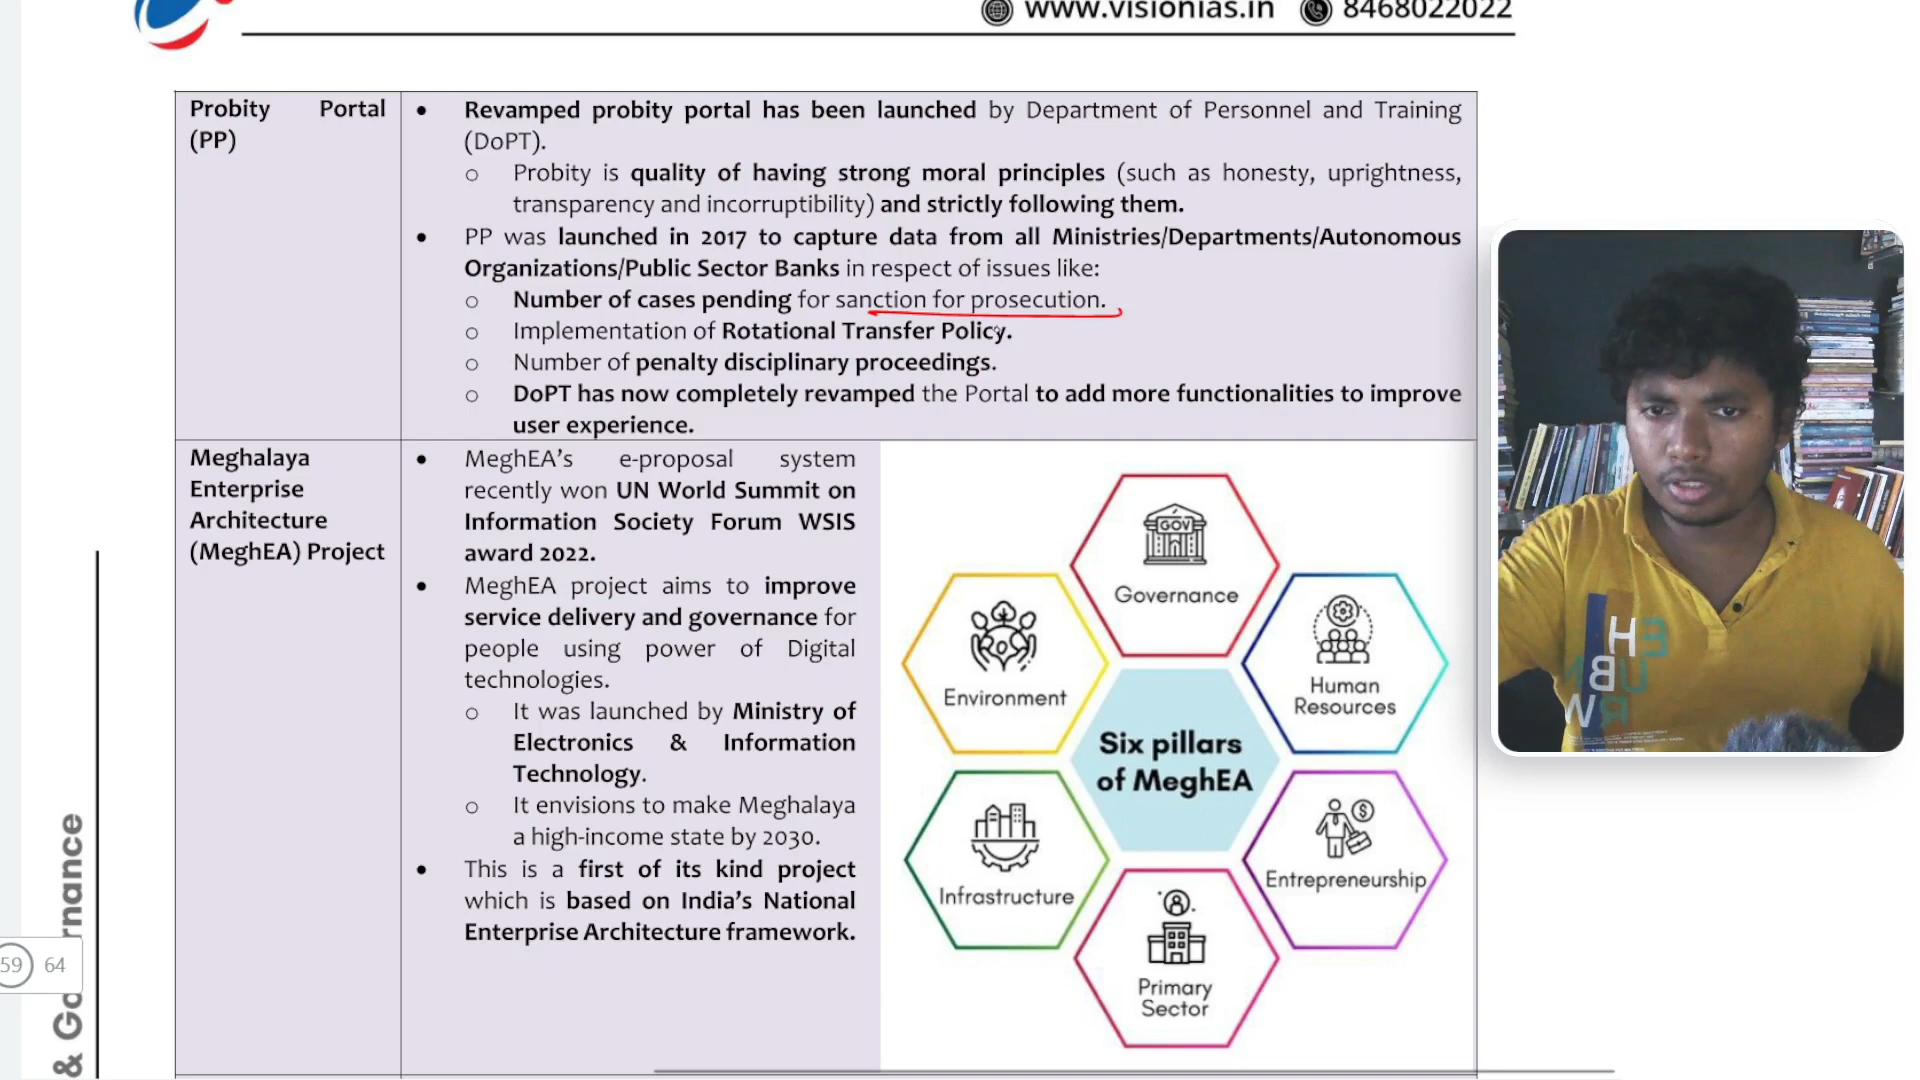 www.visionias.in 8468022022
Probity Portal
(PP)
• Revamped probity portal has been launched by Department of Personnel and Training
(DoPT).
o Probity is quality of having strong moral principles (such as honesty, uprightness,
transparency and incorruptibility) and strictly following them.
• PP was launched in 2017 to capture data from all Ministries/Departments/Autonomous
Organizations/Public Sector Banks in respect of issues like:
o Number of cases pending for sanction for prosecution.
o Implementation of Rotational Transfer Policy.
o Number of penalty disciplinary proceedings.
o DoPT has now completely revamped the Portal to add more functionalities to improve
user experience.
Meghalaya
Enterprise
Architecture
(MeghEA) Project
• MeghEA's e-proposal system
recently won UN World Summit on
Information Society Forum WSIS
award 2022.
• MeghEA project aims to improve
service delivery and governance for
people using power of Digital
technologies.
o It was launched by Ministry of
Electronics & Information
Technology.
o It envisions to make Meghalaya
a high-income state by 2030.
• This is a first of its kind project
which is based on India's National
Enterprise Architecture framework.
GOV
Governance
Environment
Human
Resources
Six pillars
of MeghEA
Infrastructure
Entrepreneurship
Primary
Sector
59 64